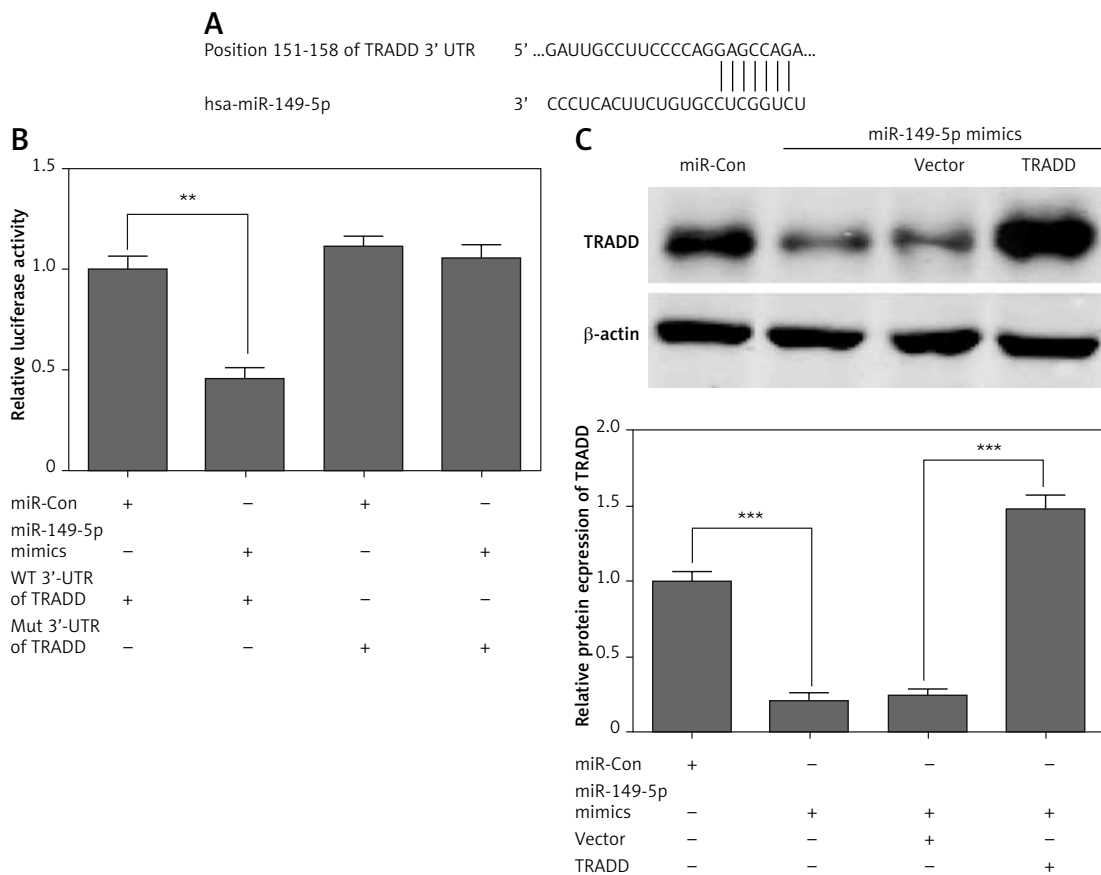 A
Position 151-158 of TRADD 3' UTR 5' ...GAUUGCCUUCCCCAGGAGCCAGA...
hsa-miR-149-5p 3' CCCUCACUUCUGUGCCUCGGUCU
B
Relative luciferase activity
1.5
1.0
0.5
0
**
miR-Con + – + –
miR-149-5p
mimics – + – +
WT 3'-UTR
of TRADD + + – –
Mut 3'-UTR
of TRADD – – + +
C
miR-149-5p mimics
miR-Con Vector TRADD
TRADD
β-actin
Relative protein ecpression of TRADD
2.0
1.5
1.0
0.5
0
***
***
miR-Con + – – –
miR-149-5p
mimics – + + +
Vector – – + –
TRADD – – – +